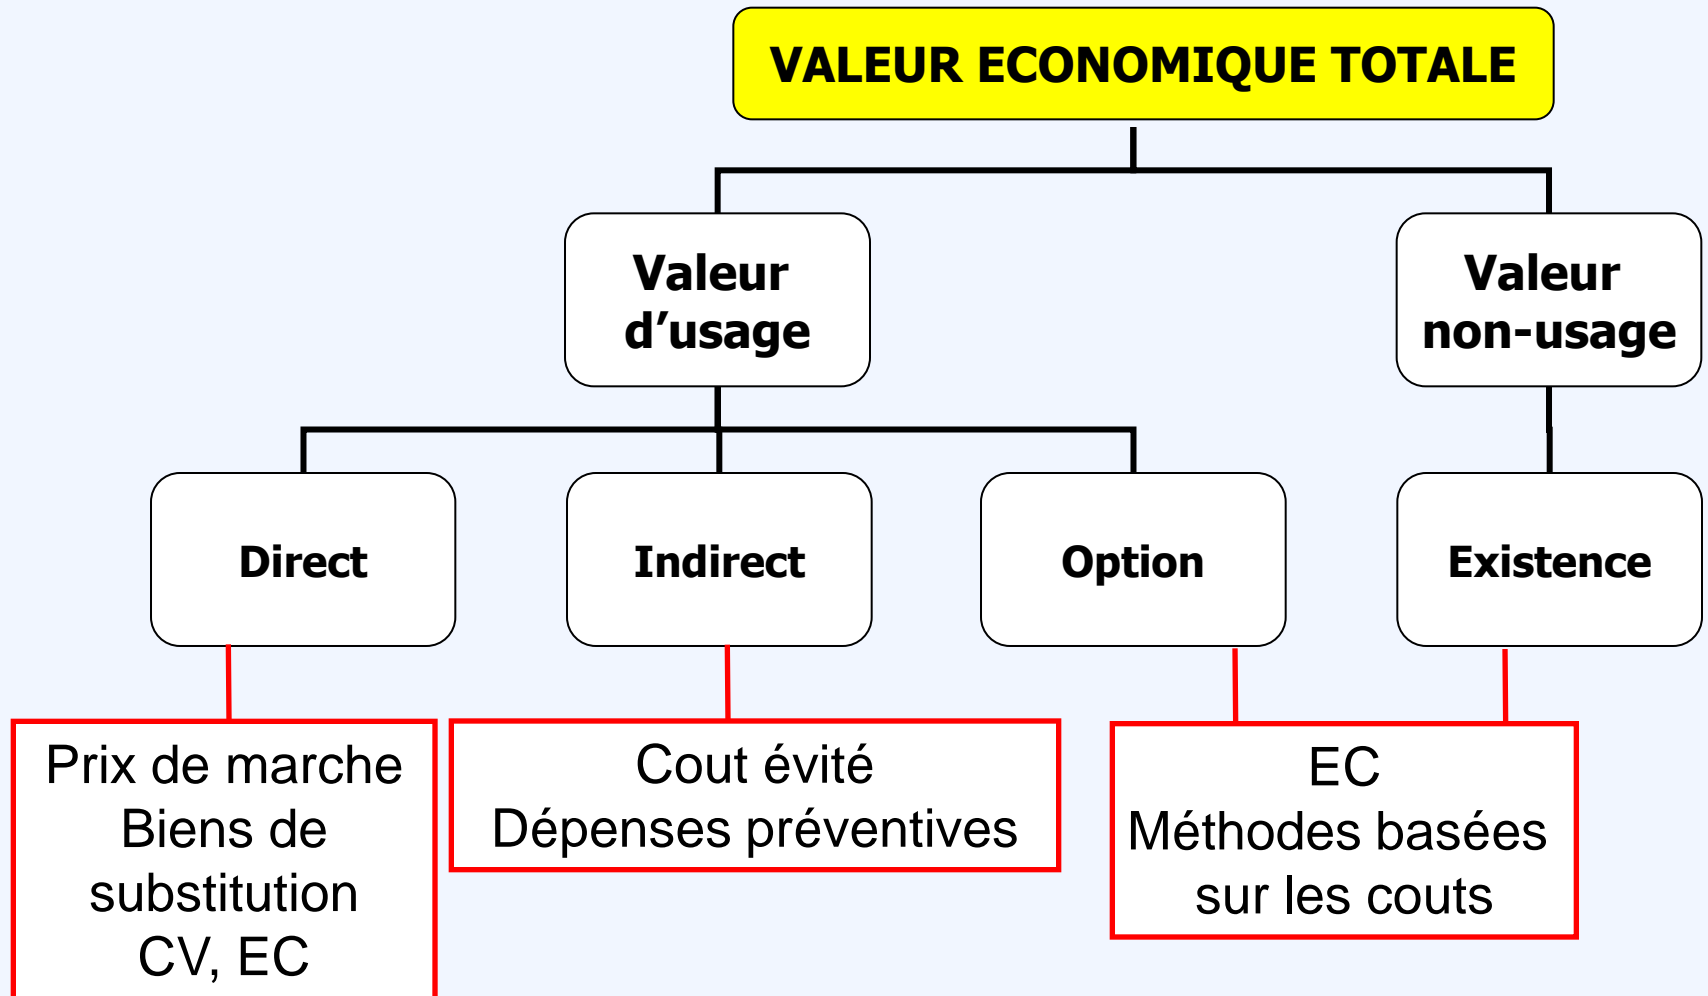 VALEUR ECONOMIQUE TOTALE
Valeur
d’usage
Valeur
non-usage
Direct
Indirect
Option
Existence
Prix de marche
Biens de
substitution
CV, EC
Cout évité
Dépenses préventives
EC
Méthodes basées
sur les couts